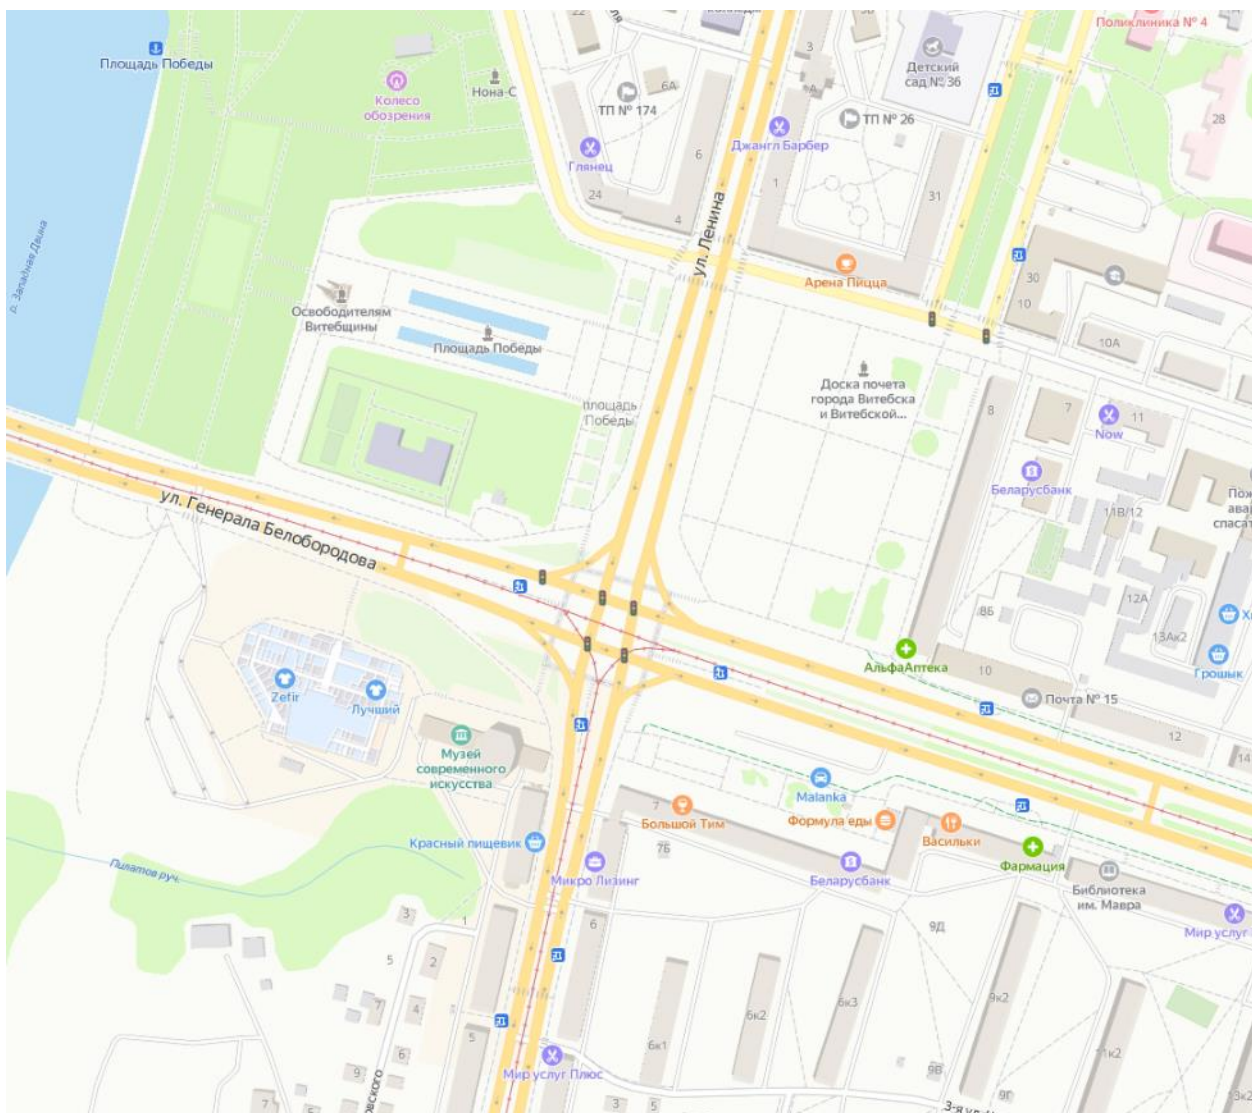 Поликлиника № 4
22
3
Площадь Победы
Детский
сад № 36
Колесо
обозрения
Нона-С
6А
ТП № 174
ТП № 26
28
Джангл Барбер
Глянец
6
1
24
31
4
ул. Ленина
р. Западная Двина
Арена Пицца
30
10
Освободителям
Витебщины
Площадь Победы
10А
площадь
Победы
Доска почета
города Витебска
и Витебской...
8
7
11
Now
Беларусбанк
11В/12
ул. Генерала Белобородова
12А
8Б
13Ак2
АльфаАптека
10
Грошык
Zefir
Лучший
Почта № 15
12
14
Музей
современного
искусства
Malanka
7
Большой Тим
Формула еды
Васильки
Красный пищевик
7Б
Фармация
Микро Лизинг
Беларусбанк
Библиотека
им. Мавра
Пилатов руч.
3
1
6
9Д
Мир услуг
5
2
7
4
6к2
6к3
9к2
5
6
6к1
11к2
9
Мир услуг Плюс
9В
7
3
5
9Г
3-я ул.